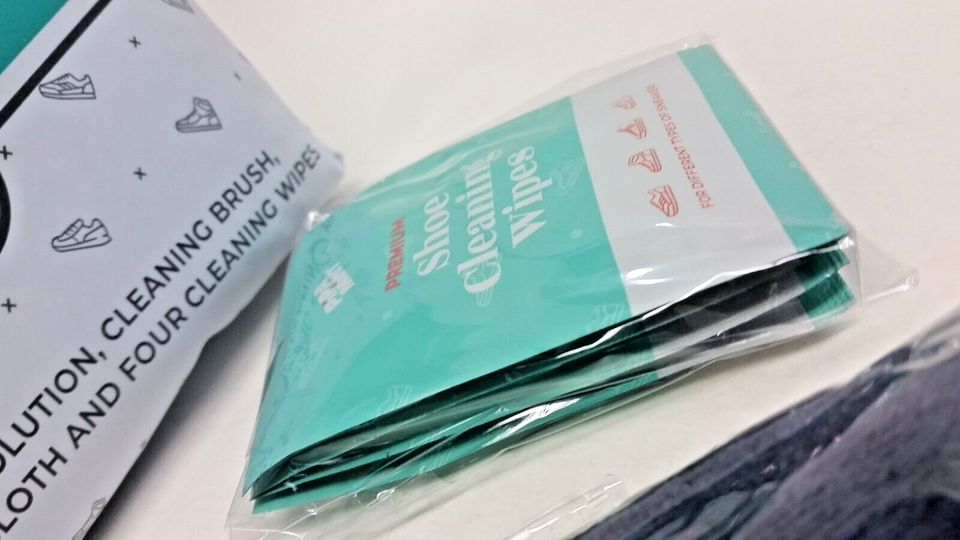 OLUTION, CLEANING BRUSH,
LOTH AND FOUR CLEANING WIPES
PREMIUM
Shoe
Cleaning
Wipes
FOR DIFFERENT TYPES OF SNEAKERS